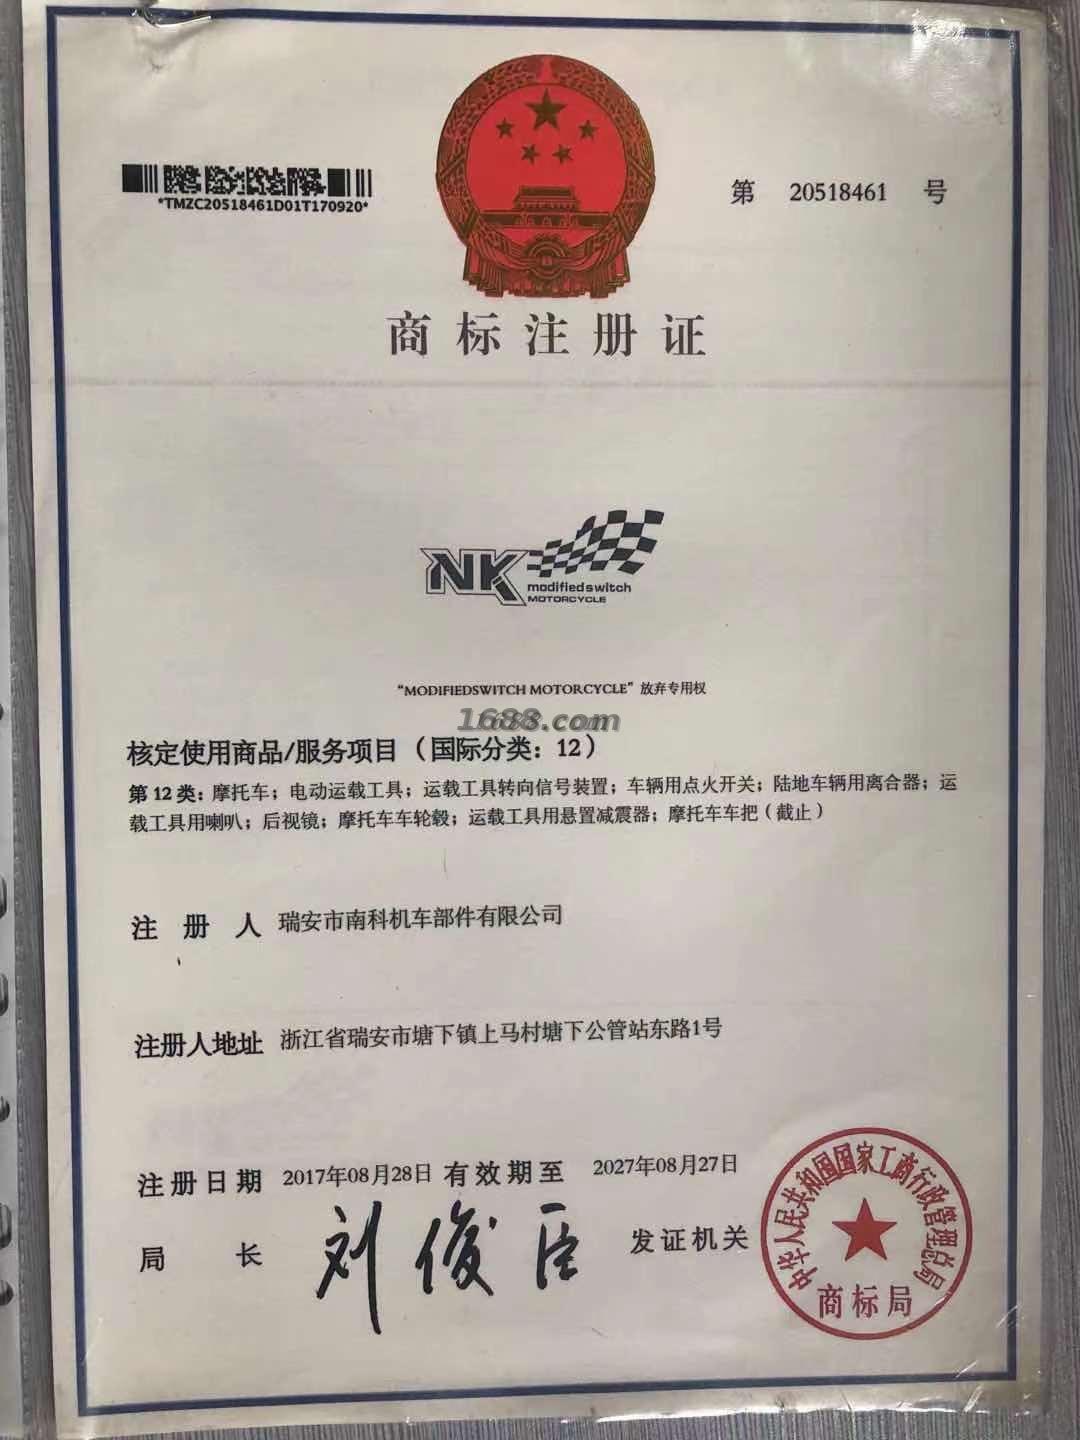 *TMZC20518461D01T170920*
第 20518461 号
商标注册证
NK
modifiedswitch
MOTORCYCLE
“MODIFIEDSWITCH MOTORCYCLE”放弃专用权
1688.com
核定使用商品/服务项目（国际分类：12）
第 12类：摩托车；电动运载工具；运载工具转向信号装置；车辆用点火开关；陆地车辆用离合器；运
载工具用喇叭；后视镜；摩托车车轮毂；运载工具用悬置减震器；摩托车车把（截止）
注册人 瑞安市南科机车部件有限公司
注册人地址 浙江省瑞安市塘下镇上马村塘下公管站东路1号
注册日期 2017年08月28日 有效期至 2027年08月27日
局长 刘俊臣 发证机关
中华人民共和国国家工商行政管理总局
商标局